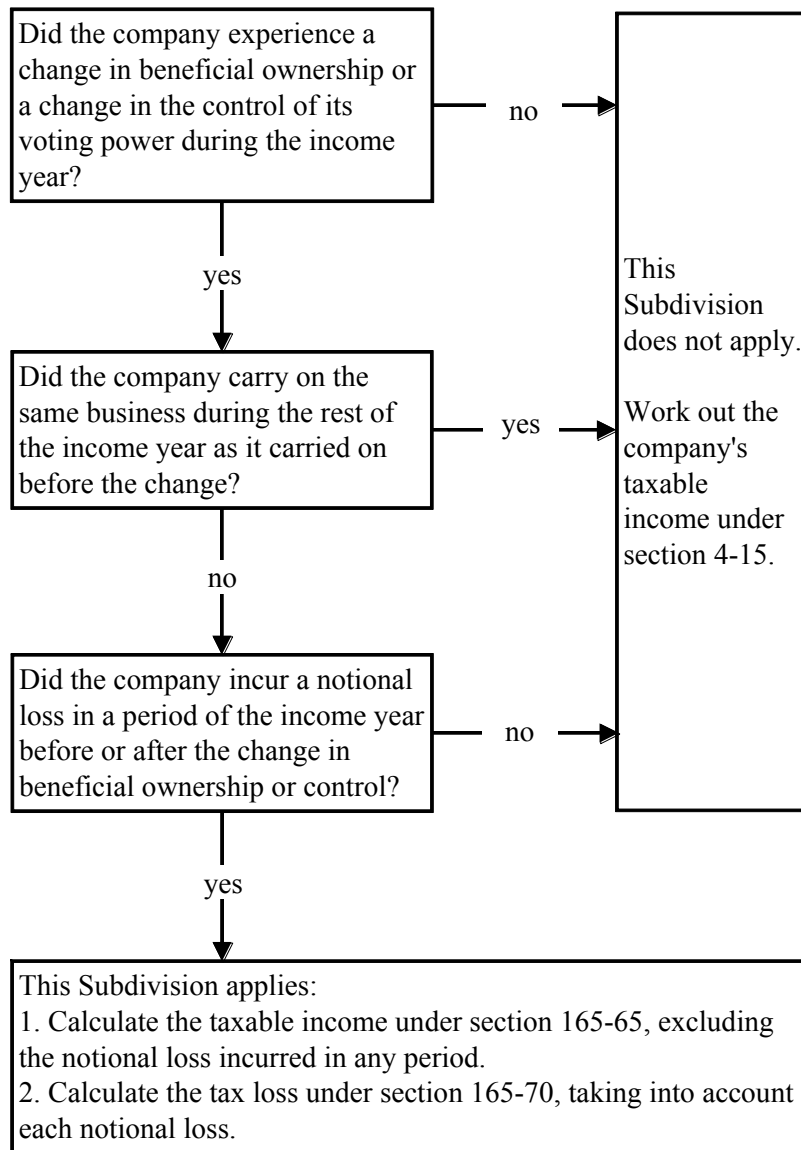 Did the company experience a
change in beneficial ownership or
a change in the control of its
voting power during the income
year?
no
yes
This
Subdivision
does not apply.
Work out the
company's
taxable
income under
section 4-15.
Did the company carry on the
same business during the rest of
the income year as it carried on
before the change?
yes
no
Did the company incur a notional
loss in a period of the income year
before or after the change in
beneficial ownership or control?
no
yes
This Subdivision applies:
1. Calculate the taxable income under section 165-65, excluding
the notional loss incurred in any period.
2. Calculate the tax loss under section 165-70, taking into account
each notional loss.